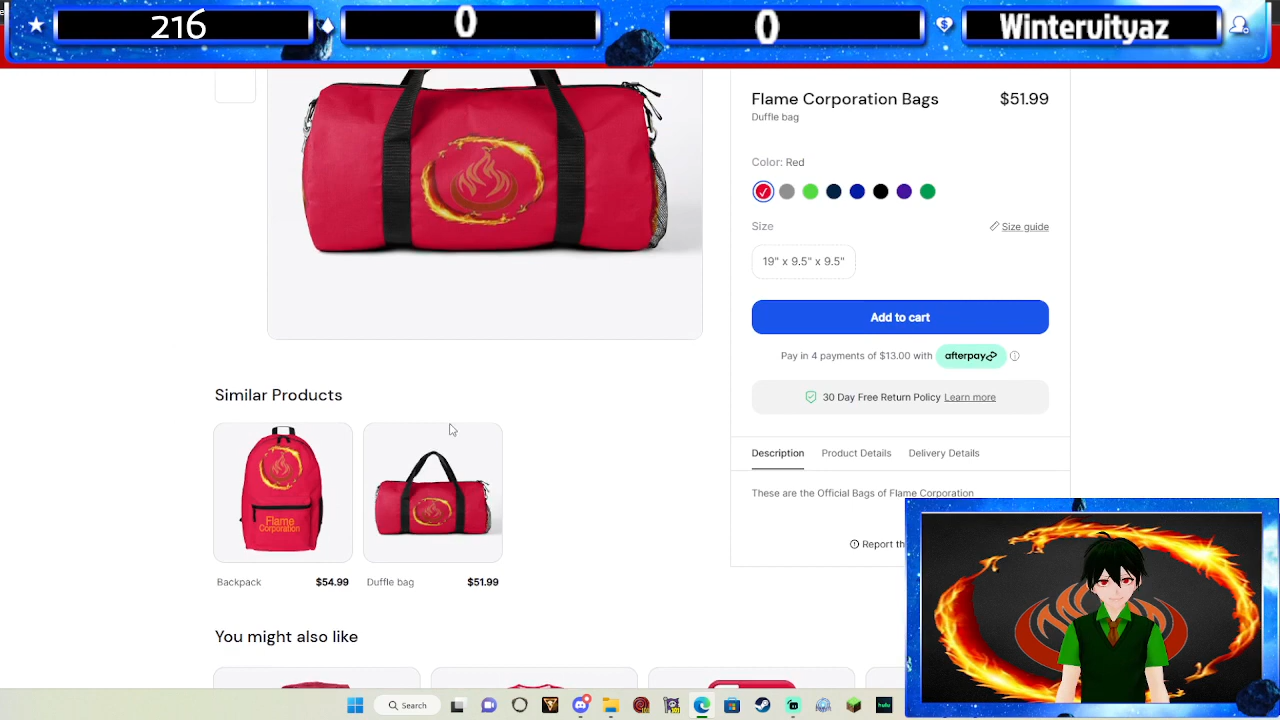 216
0
0
Winteruityaz
Flame Corporation Bags
$51.99
Duffle bag
Color: Red
Size
Size guide
19" x 9.5" x 9.5"
Add to cart
Pay in 4 payments of $13.00 with afterpay
30 Day Free Return Policy Learn more
Similar Products
Description
Product Details
Delivery Details
These are the Official Bags of Flame Corporation
Report th
Flame
Corporation
Backpack
$54.99
Duffle bag
$51.99
You might also like
Search
hulu